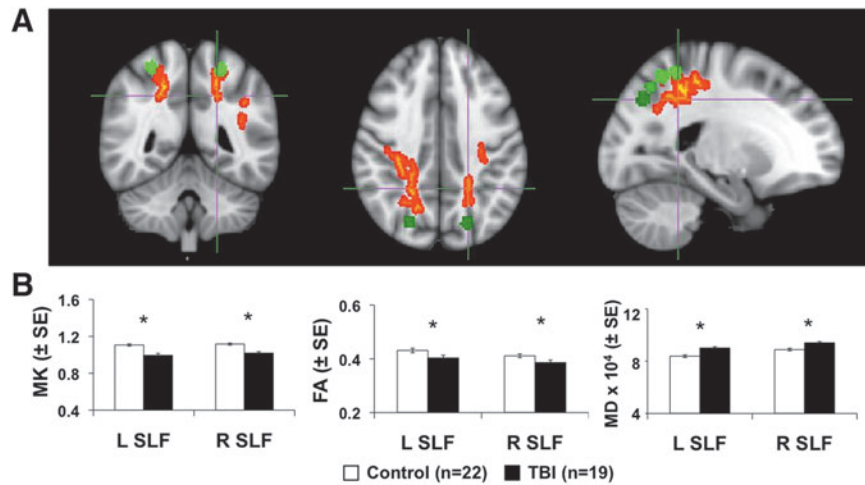 A
B
MK (± SE)
1.6
1.2
0.8
0.4
*
*
L SLF
R SLF
FA (± SE)
0.6
0.4
0.2
*
*
L SLF
R SLF
MD x 10⁴ (± SE)
12
8
4
*
*
L SLF
R SLF
Control (n=22) TBI (n=19)